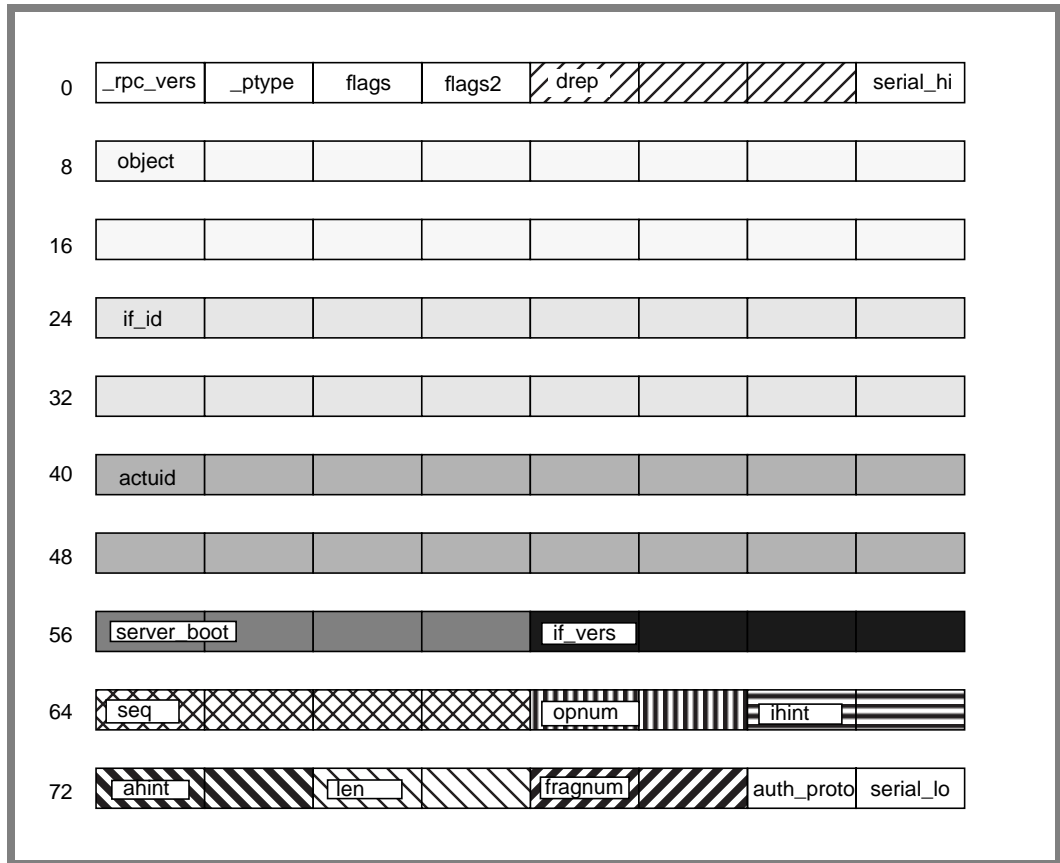 0 _rpc_vers _ptype flags flags2 drep serial_hi
8 object
16
24 if_id
32
40 actuid
48
56 server_boot if_vers
64 seq opnum ihint
72 ahint len fragnum auth_proto serial_lo